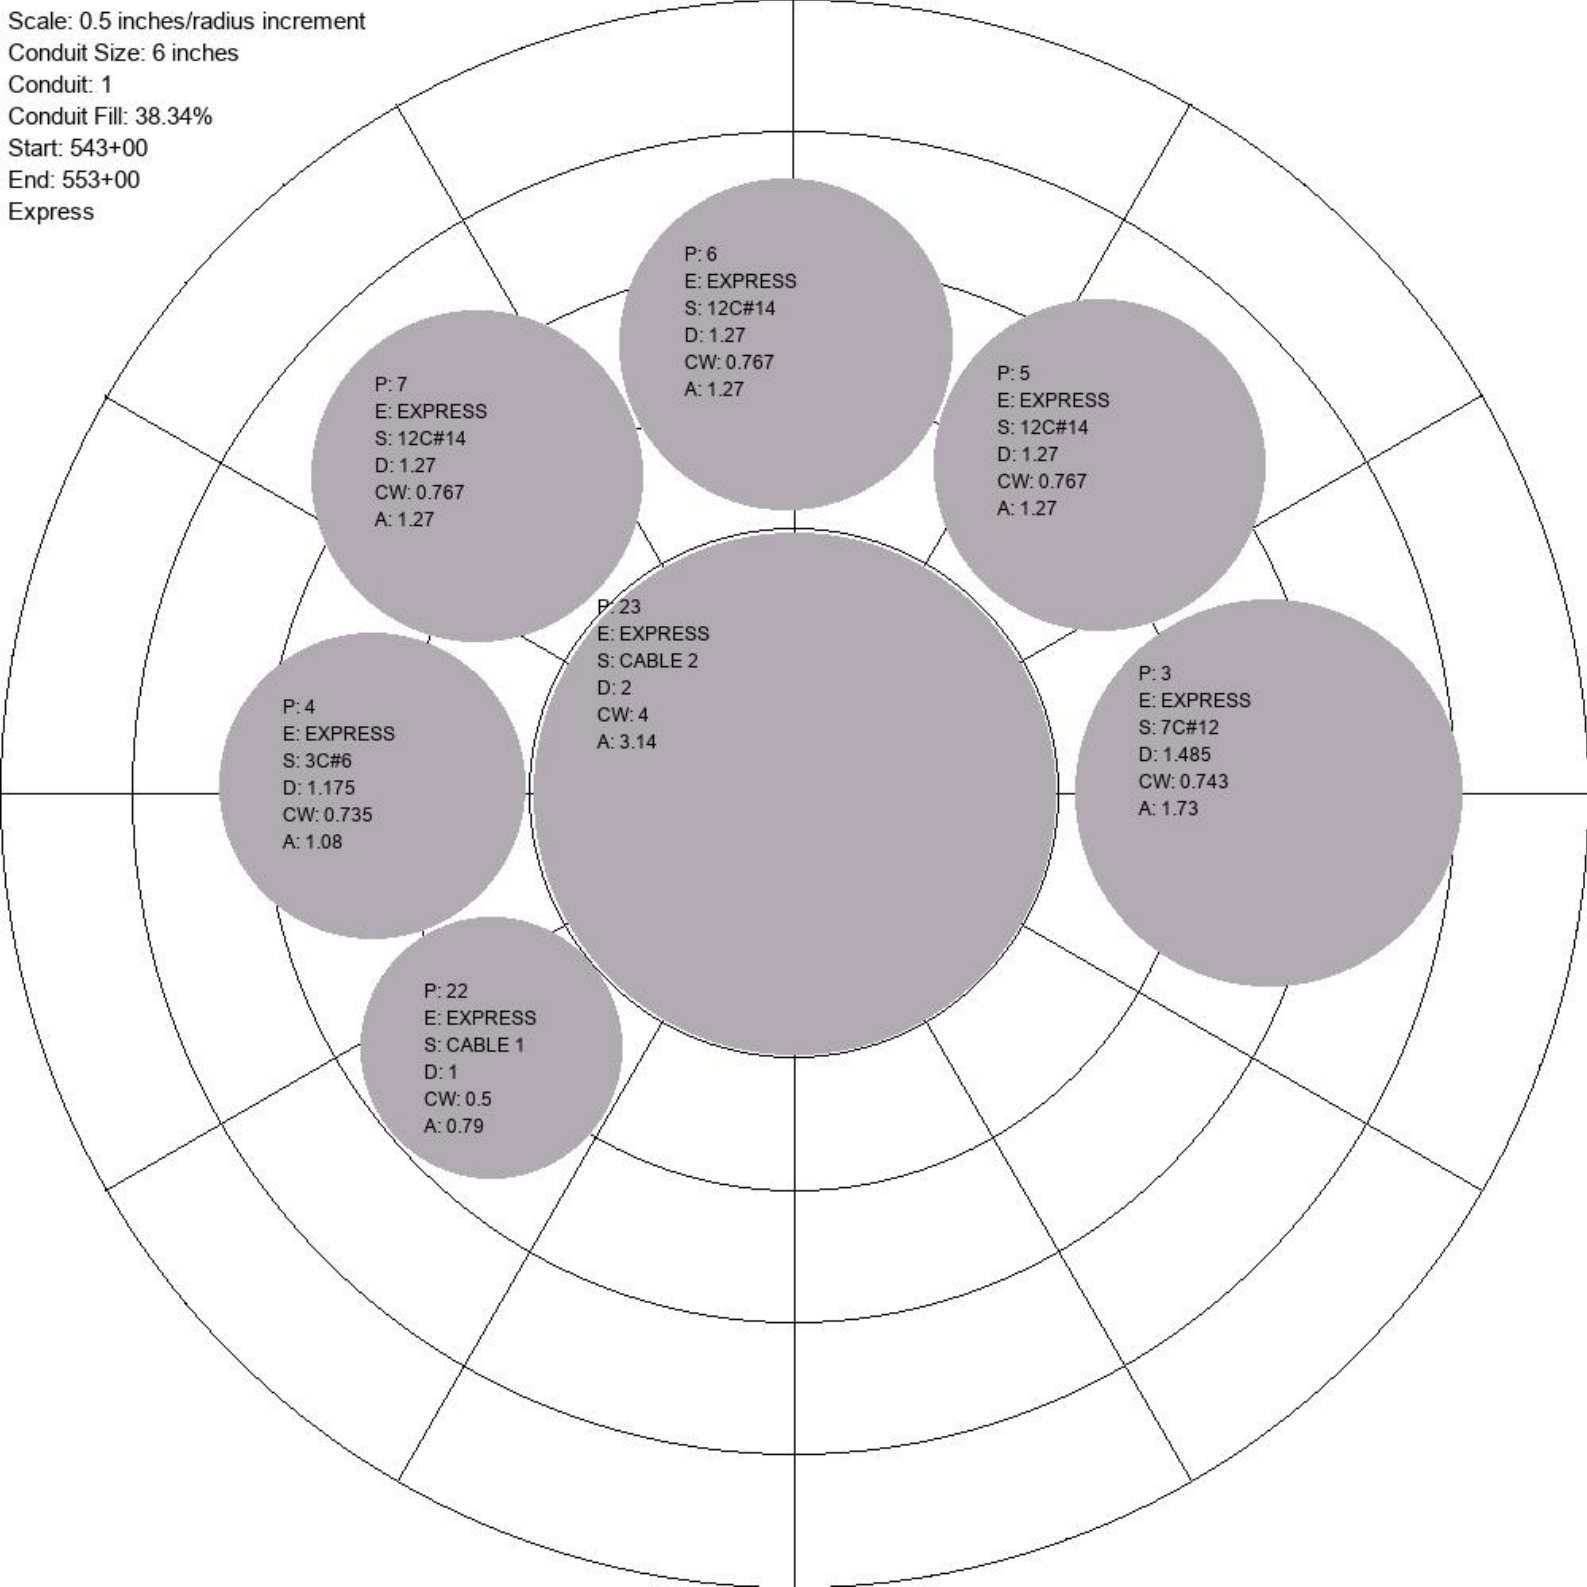 Scale: 0.5 inches/radius increment
Conduit Size: 6 inches
Conduit: 1
Conduit Fill: 38.34%
Start: 543+00
End: 553+00
Express
P: 6
E: EXPRESS
S: 12C#14
D: 1.27
CW: 0.767
A: 1.27
P: 7
E: EXPRESS
S: 12C#14
D: 1.27
CW: 0.767
A: 1.27
P: 5
E: EXPRESS
S: 12C#14
D: 1.27
CW: 0.767
A: 1.27
P: 23
E: EXPRESS
S: CABLE 2
D: 2
CW: 4
A: 3.14
P: 4
E: EXPRESS
S: 3C#6
D: 1.175
CW: 0.735
A: 1.08
P: 3
E: EXPRESS
S: 7C#12
D: 1.485
CW: 0.743
A: 1.73
P: 22
E: EXPRESS
S: CABLE 1
D: 1
CW: 0.5
A: 0.79